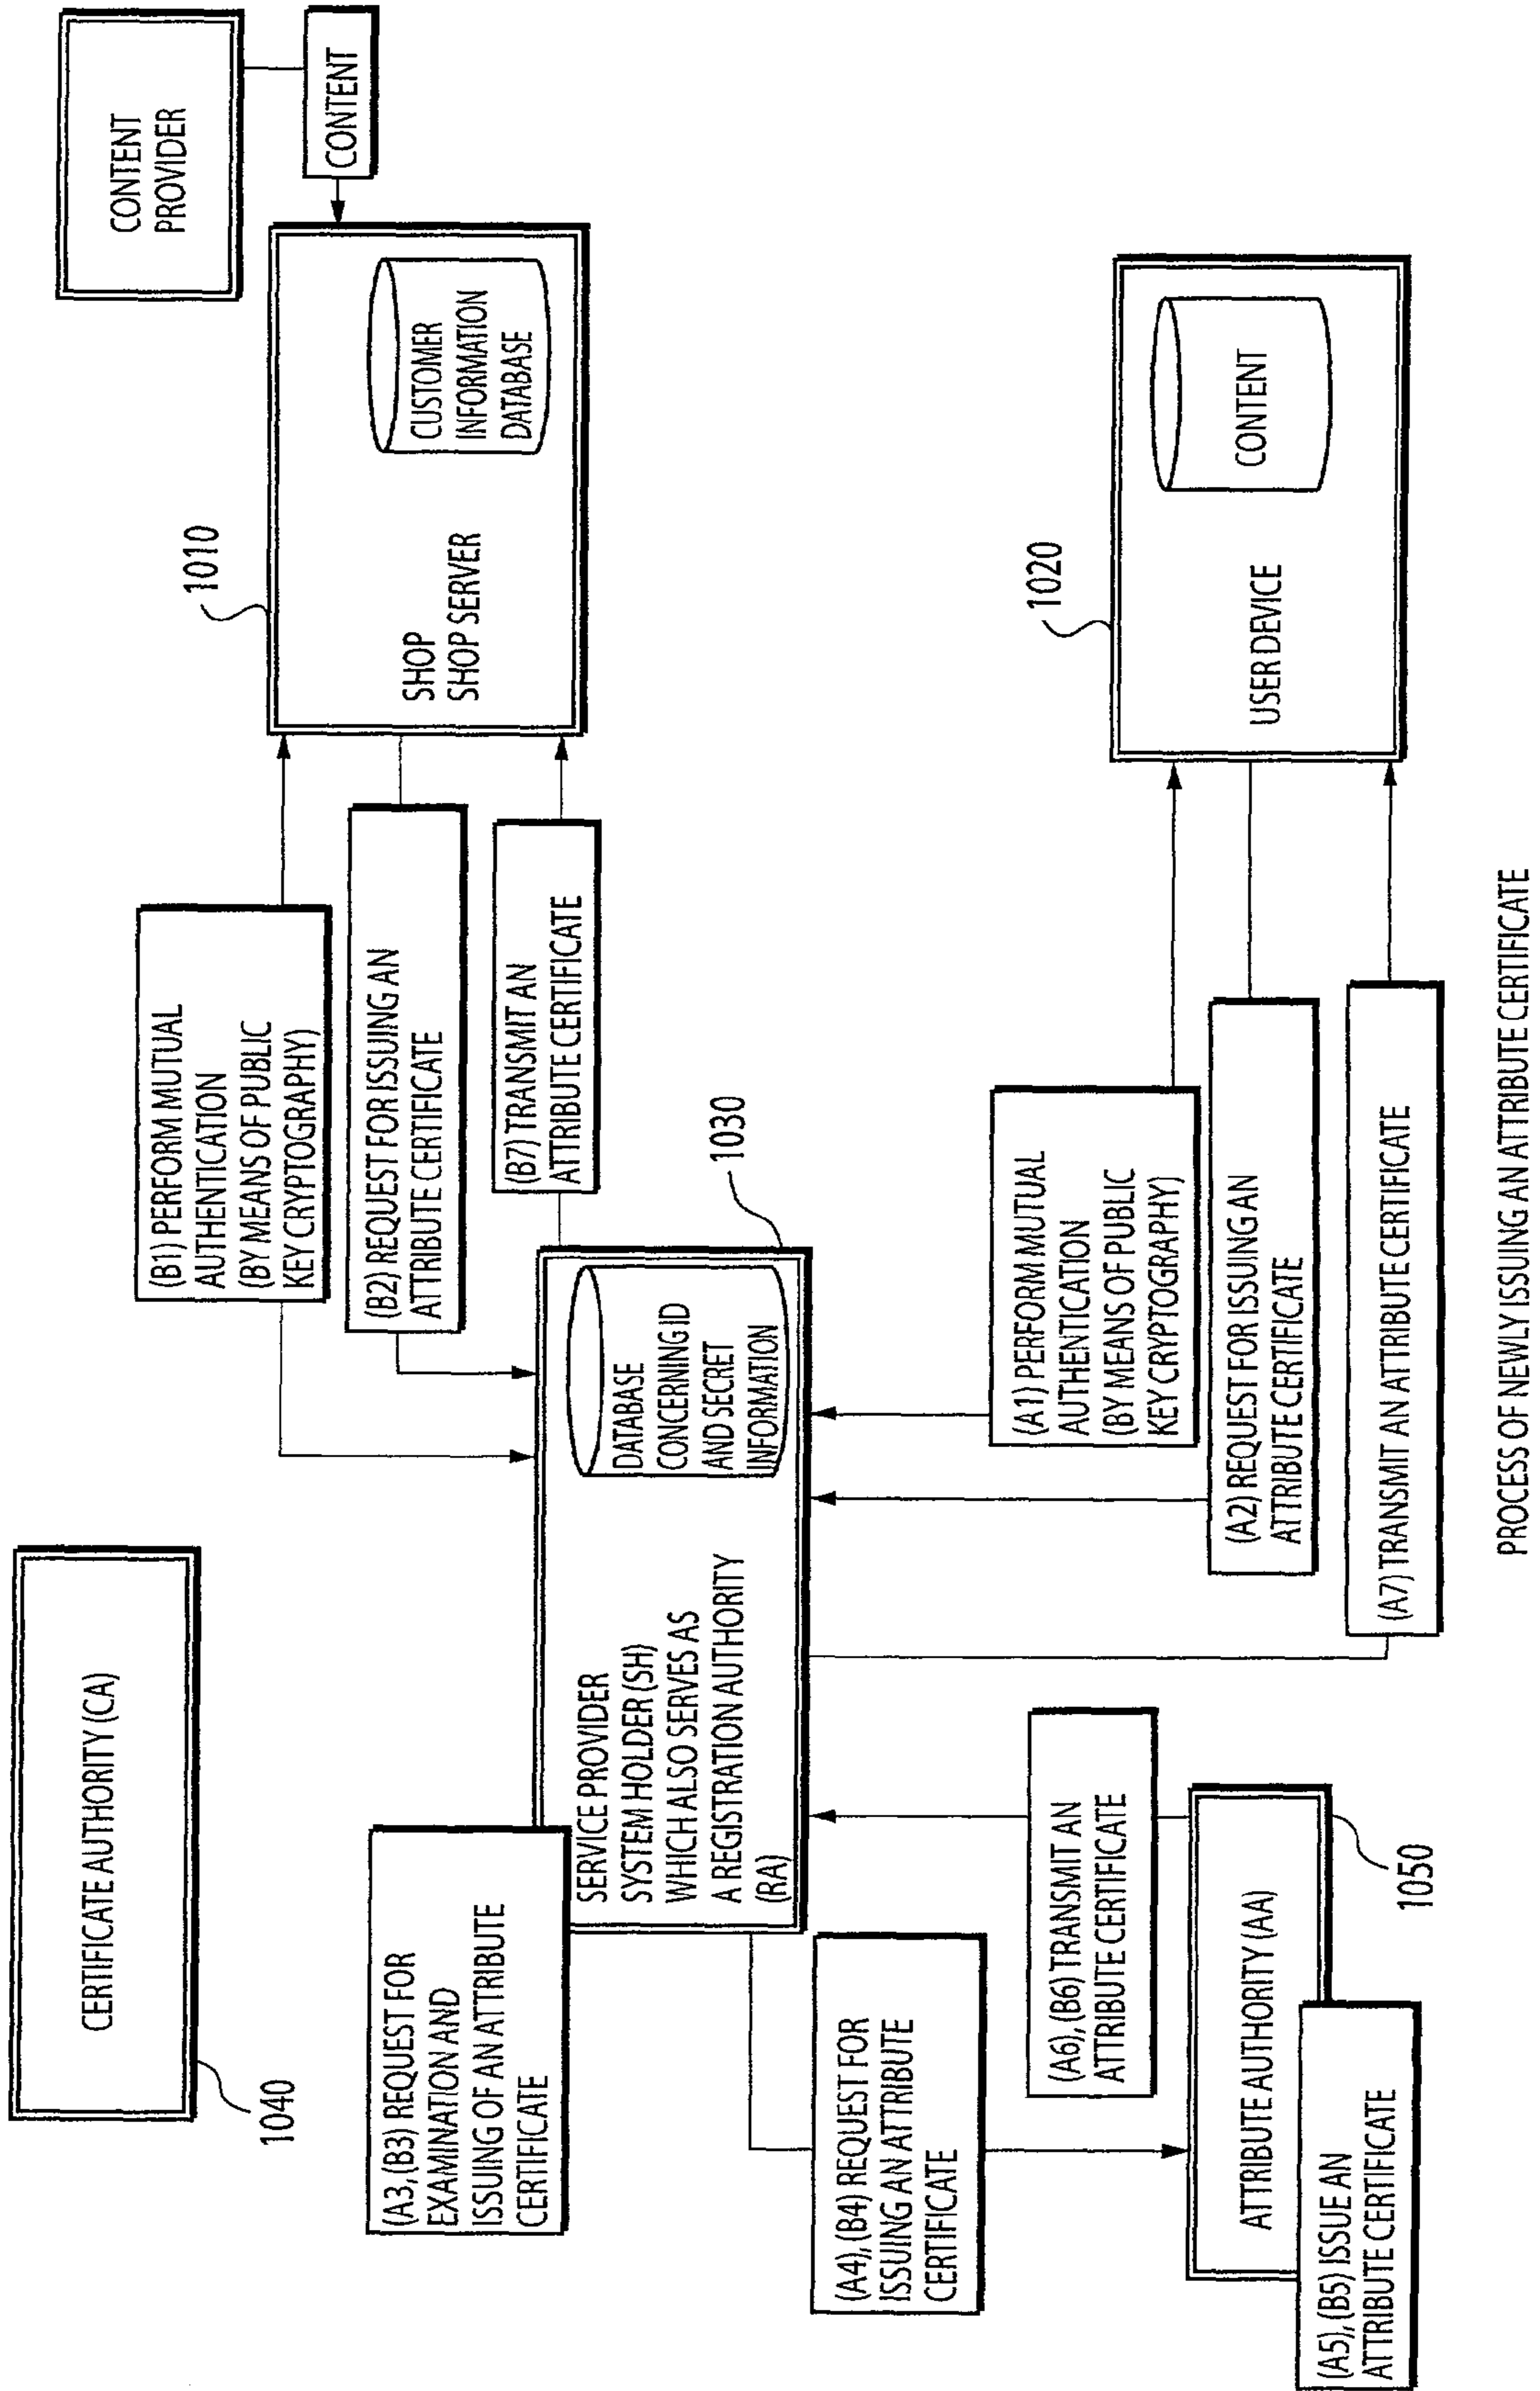 CERTIFICATE AUTHORITY (CA)
1040
CONTENT
PROVIDER
CONTENT
1010
SHOP
SHOP SERVER
CUSTOMER
INFORMATION
DATABASE
(B1) PERFORM MUTUAL
AUTHENTICATION
(BY MEANS OF PUBLIC
KEY CRYPTOGRAPHY)
(B2) REQUEST FOR ISSUING AN
ATTRIBUTE CERTIFICATE
(B7) TRANSMIT AN
ATTRIBUTE CERTIFICATE
1030
(A3,(B3) REQUEST FOR
EXAMINATION AND
ISSUING OF AN ATTRIBUTE
CERTIFICATE
SERVICE PROVIDER
SYSTEM HOLDER (SH)
WHICH ALSO SERVES AS
A REGISTRATION AUTHORITY
(RA)
DATABASE
CONCERNING ID
AND SECRET
INFORMATION
(A4), (B4) REQUEST FOR
ISSUING AN ATTRIBUTE
CERTIFICATE
(A6), (B6) TRANSMIT AN
ATTRIBUTE CERTIFICATE
(A1) PERFORM MUTUAL
AUTHENTICATION
(BY MEANS OF PUBLIC
KEY CRYPTOGRAPHY)
(A2) REQUEST FOR ISSUING AN
ATTRIBUTE CERTIFICATE
(A7) TRANSMIT AN ATTRIBUTE CERTIFICATE
1020
USER DEVICE
CONTENT
ATTRIBUTE AUTHORITY (AA)
1050
(A5), (B5) ISSUE AN
ATTRIBUTE CERTIFICATE
PROCESS OF NEWLY ISSUING AN ATTRIBUTE CERTIFICATE